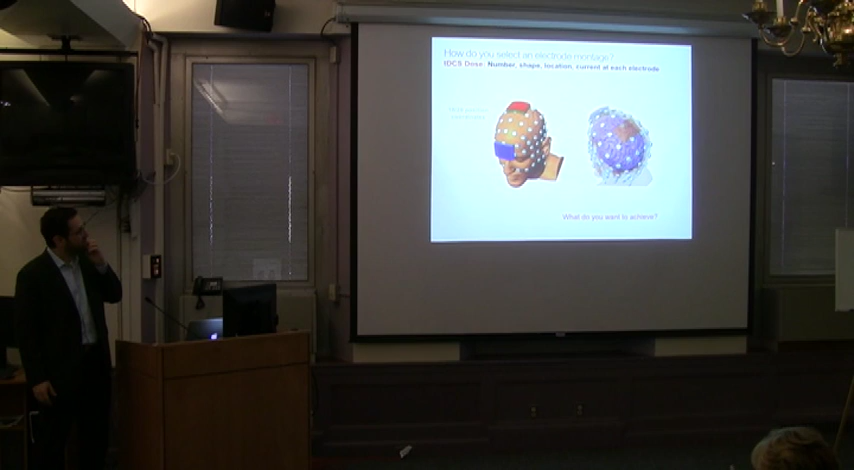 How do you select an electrode montage?
tDCS Dose: Number, shape, location, current at each electrode
What do you want to achieve?